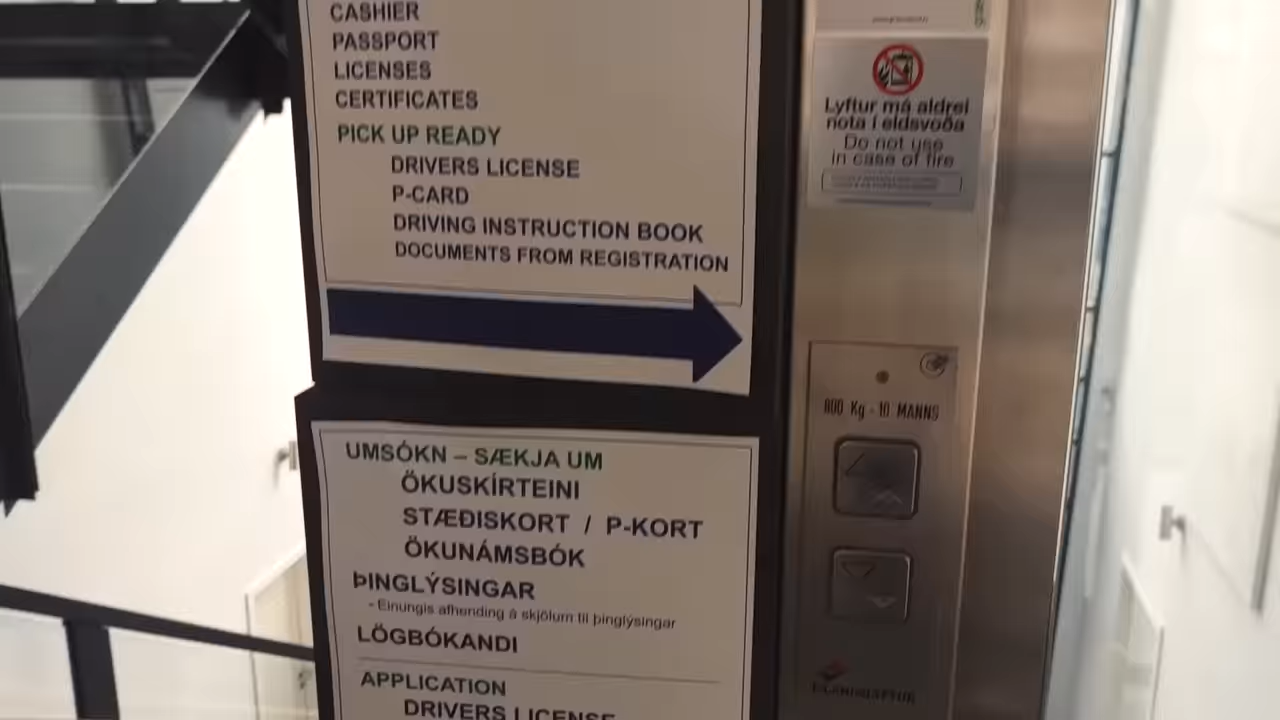 CASHIER
PASSPORT
LICENSES
CERTIFICATES
PICK UP READY
DRIVERS LICENSE
P-CARD
DRIVING INSTRUCTION BOOK
DOCUMENTS FROM REGISTRATION
UMSÓKN – SÆKJA UM
ÖKUSKÍRTEINI
STÆÐISKORT / P-KORT
ÖKUNÁMSBÓK
ÞINGLÝSINGAR
- Einungis afhending á skjölum til þinglýsingar
LÖGBÓKANDI
APPLICATION
DRIVERS LICENSE
Lyftur má aldrei
nota í eldsvoða
Do not use
in case of fire
800 Kg - 10 MANNS